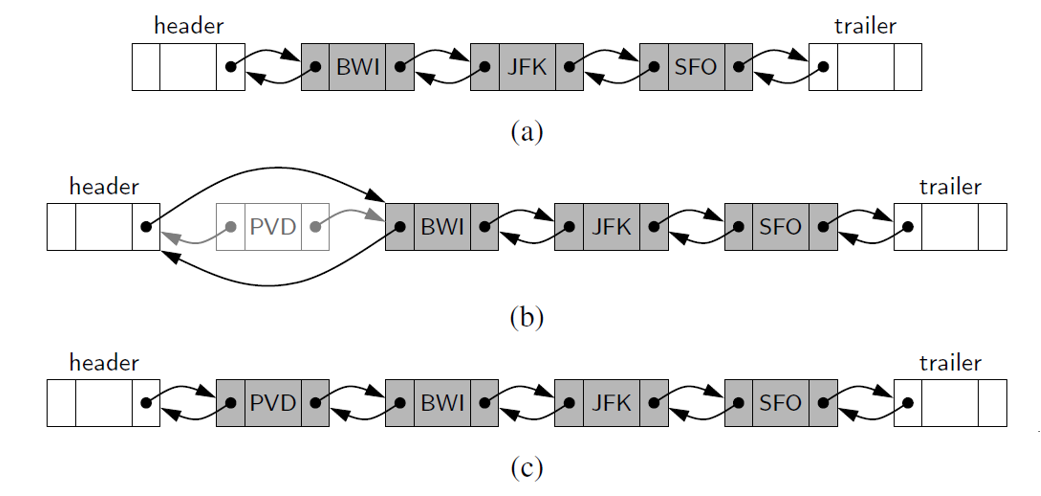 header trailer
BWI JFK SFO
(a)
header trailer
PVD BWI JFK SFO
(b)
header trailer
PVD BWI JFK SFO
(c)